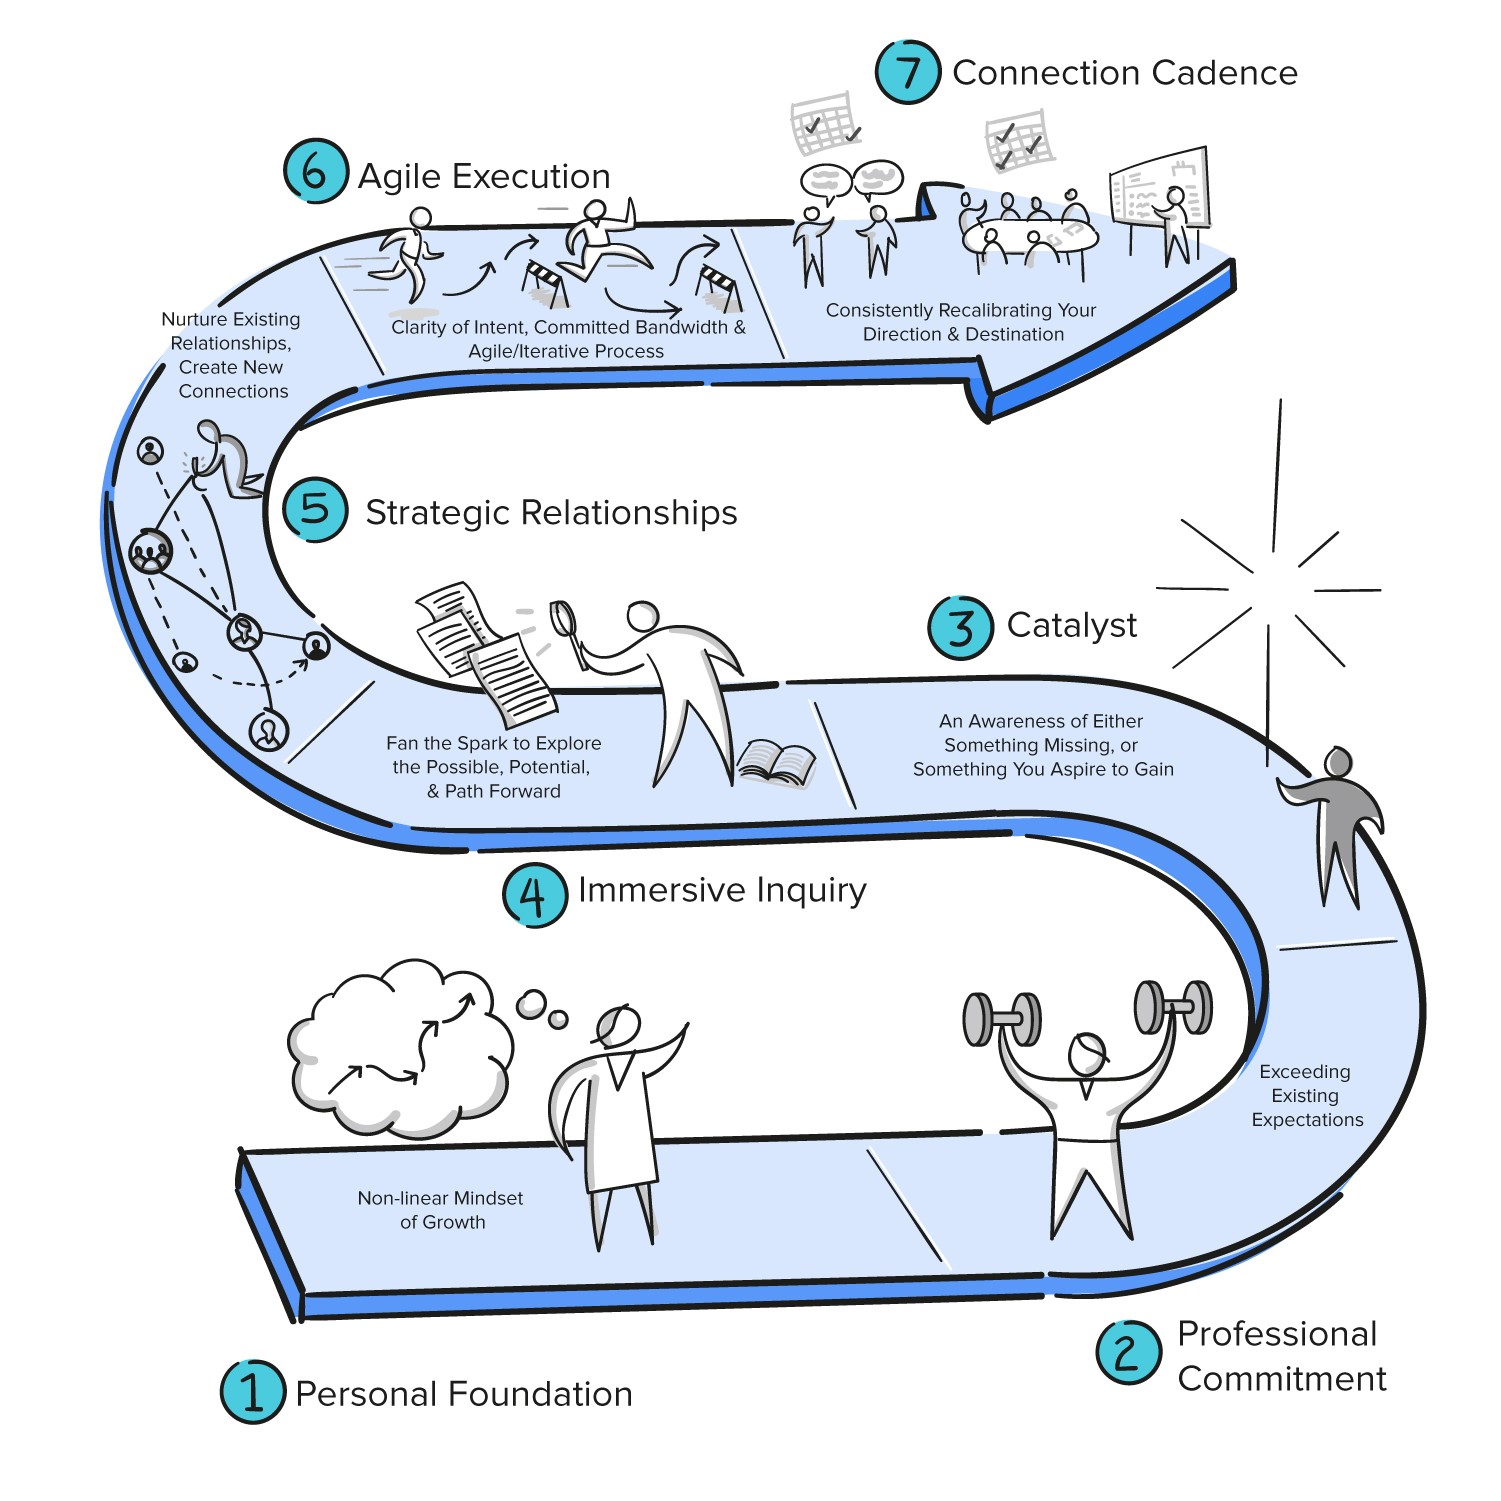 7 Connection Cadence
6 Agile Execution
Consistently Recalibrating Your
Direction & Destination
Clarity of Intent, Committed Bandwidth &
Agile/Iterative Process
Nurture Existing
Relationships,
Create New
Connections
5 Strategic Relationships
3 Catalyst
An Awareness of Either
Something Missing, or
Something You Aspire to Gain
Fan the Spark to Explore
the Possible, Potential,
& Path Forward
4 Immersive Inquiry
Exceeding
Existing
Expectations
Non-linear Mindset
of Growth
2 Professional
Commitment
1 Personal Foundation